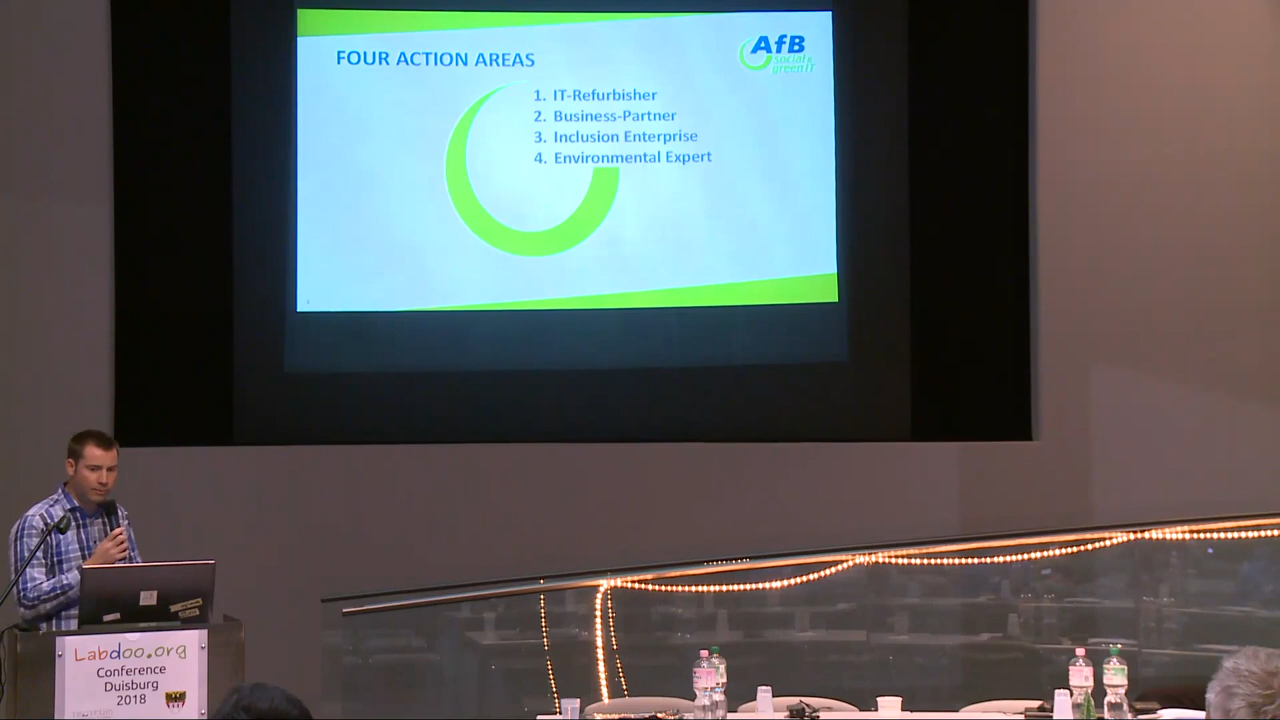 FOUR ACTION AREAS
AfB
social &
green IT
1. IT-Refurbisher
2. Business-Partner
3. Inclusion Enterprise
4. Environmental Expert
Labdoo.org
Conference
Duisburg
2018